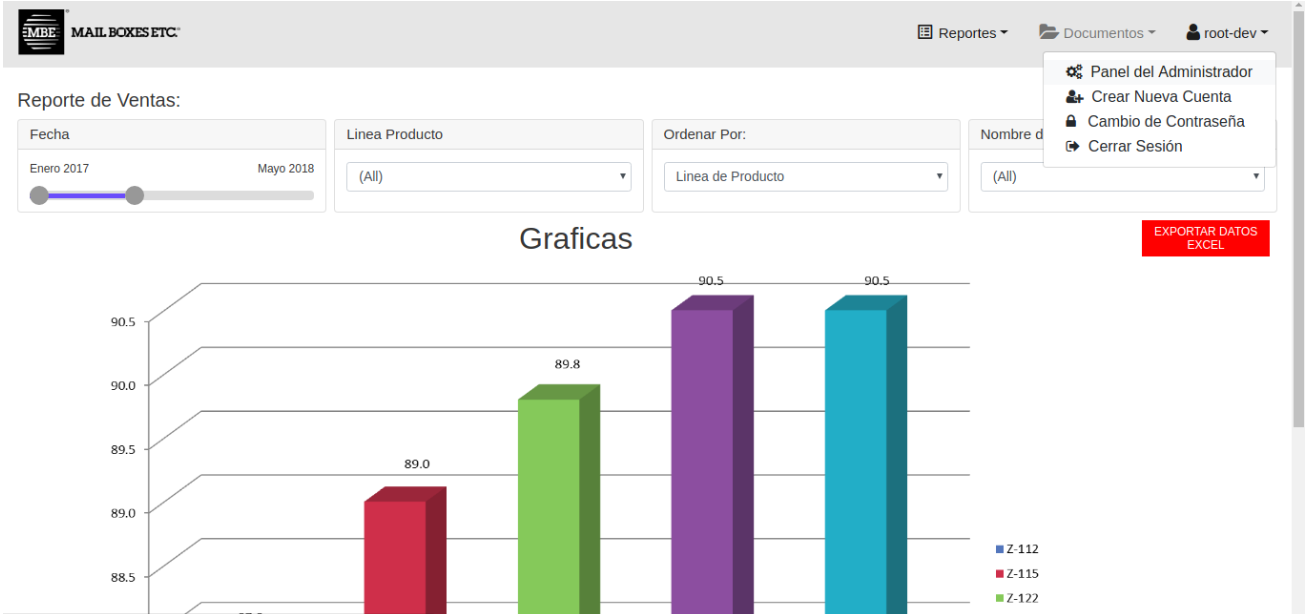 MBE MAIL BOXES ETC.®
Reportes
Documentos
root-dev
Panel del Administrador
Crear Nueva Cuenta
Cambio de Contraseña
Cerrar Sesión
Reporte de Ventas:
Fecha
Linea Producto
Ordenar Por:
Nombre d
Enero 2017
Mayo 2018
(All)
Linea de Producto
(All)
Graficas
EXPORTAR DATOS
EXCEL
90.5
90.5
90.5
90.0
89.8
89.5
89.0
89.0
88.5
Z-112
Z-115
Z-122